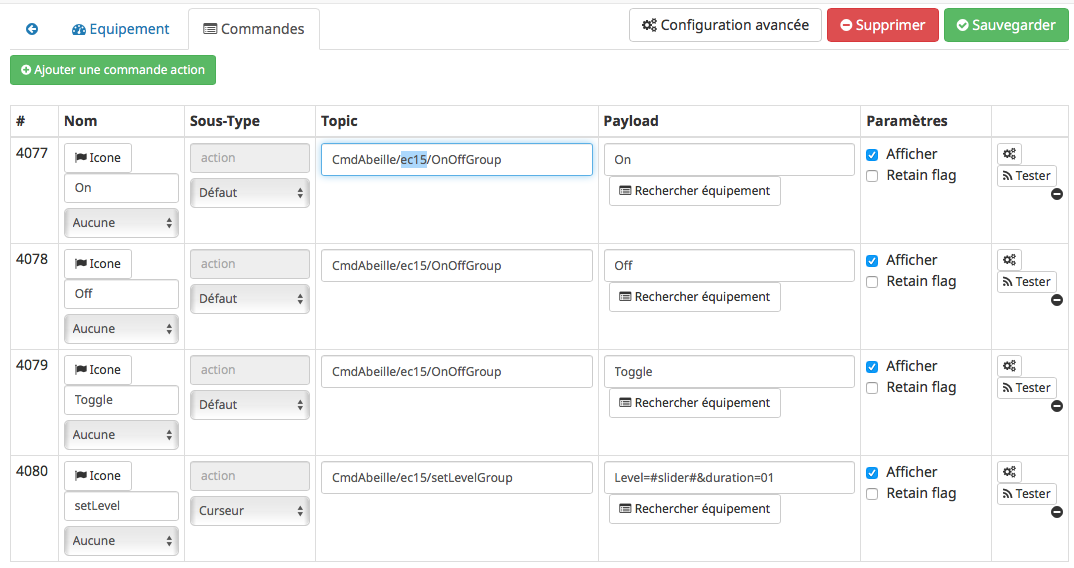 Equipement
Commandes
Configuration avancée
Supprimer
Sauvegarder
Ajouter une commande action
# Nom Sous-Type Topic Payload Paramètres
4077 Icone action CmdAbeille/ec15/OnOffGroup On Afficher
On Défaut Rechercher équipement Retain flag Tester
Aucune
4078 Icone action CmdAbeille/ec15/OnOffGroup Off Afficher
Off Défaut Rechercher équipement Retain flag Tester
Aucune
4079 Icone action CmdAbeille/ec15/OnOffGroup Toggle Afficher
Toggle Défaut Rechercher équipement Retain flag Tester
Aucune
4080 Icone action CmdAbeille/ec15/setLevelGroup Level=#slider#&duration=01 Afficher
setLevel Curseur Rechercher équipement Retain flag Tester
Aucune